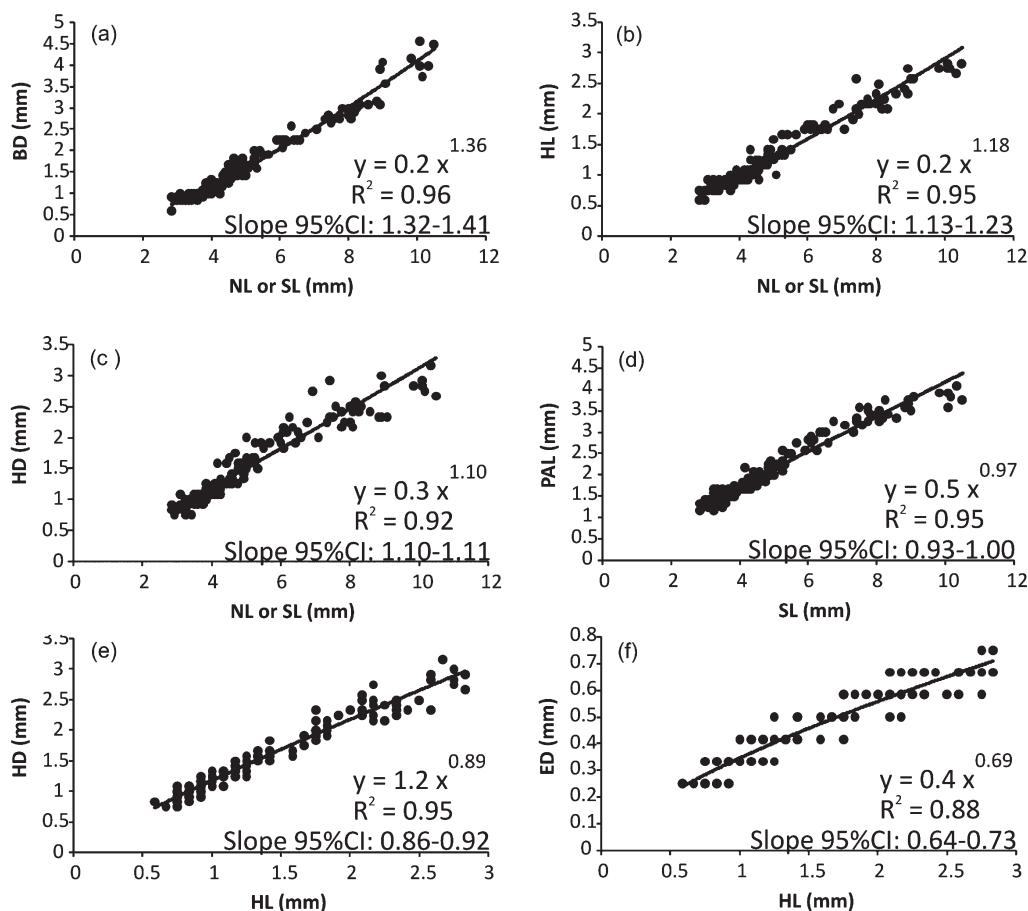 (a)
BD (mm)
5
4.5
4
3.5
3
2.5
2
1.5
1
0.5
0
y = 0.2 x^1.36
R² = 0.96
Slope 95%CI: 1.32-1.41
0 2 4 6 8 10 12
NL or SL (mm)
(b)
HL (mm)
3.5
3
2.5
2
1.5
1
0.5
0
y = 0.2 x^1.18
R² = 0.95
Slope 95%CI: 1.13-1.23
0 2 4 6 8 10 12
NL or SL (mm)
(c )
HD (mm)
3.5
3
2.5
2
1.5
1
0.5
0
y = 0.3 x^1.10
R² = 0.92
Slope 95%CI: 1.10-1.11
0 2 4 6 8 10 12
NL or SL (mm)
(d)
PAL (mm)
5
4.5
4
3.5
3
2.5
2
1.5
1
0.5
0
y = 0.5 x^0.97
R² = 0.95
Slope 95%CI: 0.93-1.00
0 2 4 6 8 10 12
SL (mm)
(e)
HD (mm)
3.5
3
2.5
2
1.5
1
0.5
0
y = 1.2 x^0.89
R² = 0.95
Slope 95%CI: 0.86-0.92
0 0.5 1 1.5 2 2.5 3
HL (mm)
(f)
ED (mm)
0.8
0.7
0.6
0.5
0.4
0.3
0.2
0.1
0
y = 0.4 x^0.69
R² = 0.88
Slope 95%CI: 0.64-0.73
0 0.5 1 1.5 2 2.5 3
HL (mm)